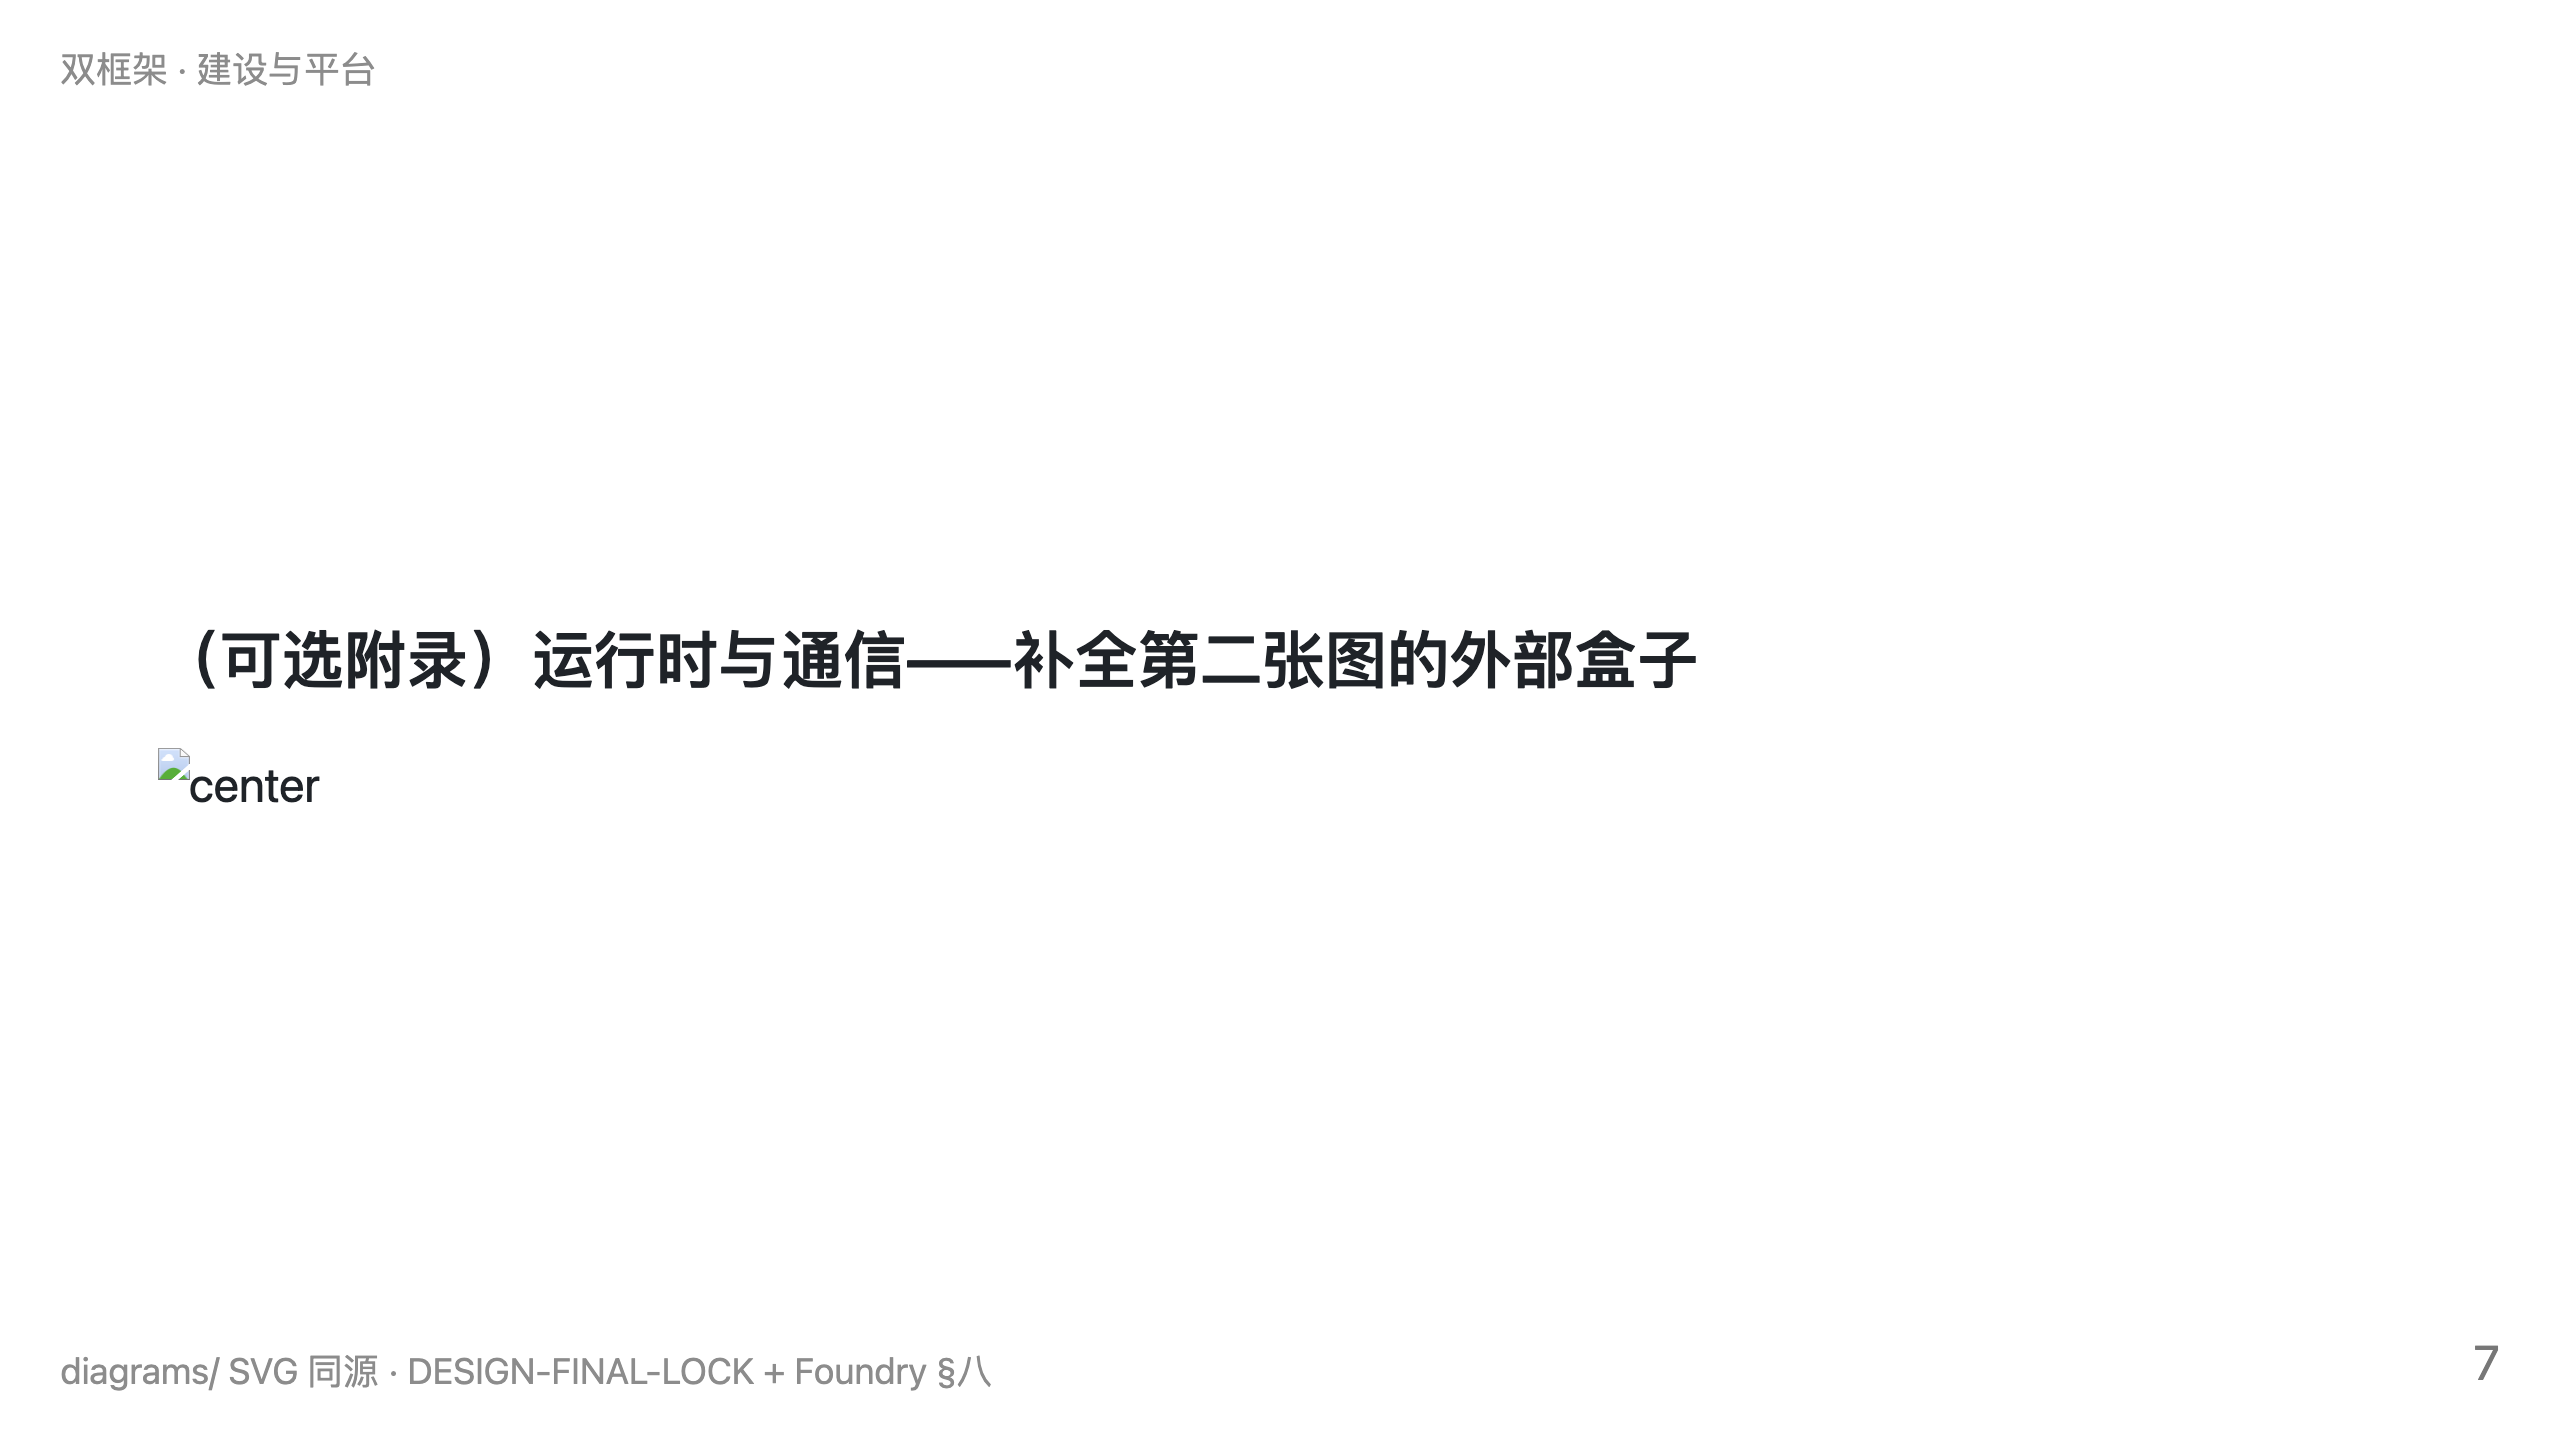 双框架 · 建设与平台
（可选附录）运行时与通信——补全第二张图的外部盒子
center
diagrams/ SVG 同源 · DESIGN-FINAL-LOCK + Foundry §八
7